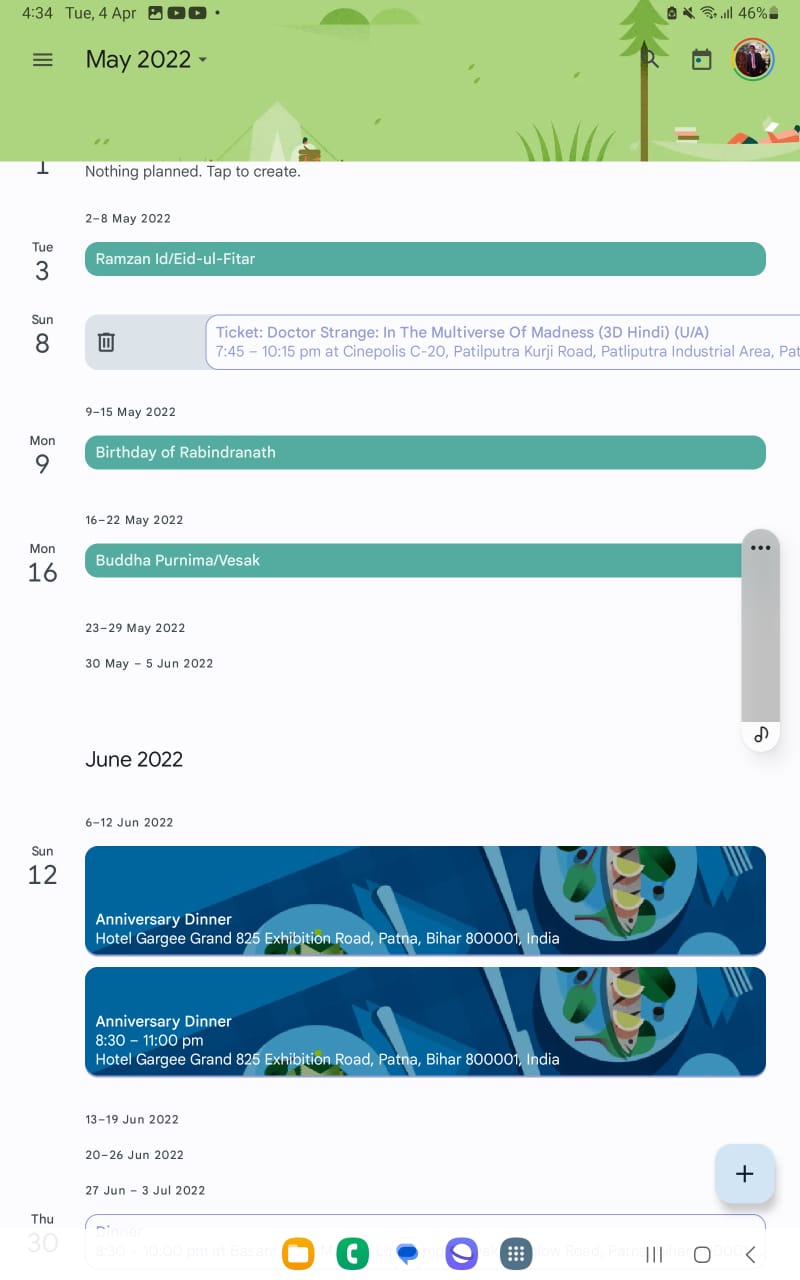 4:34 Tue, 4 Apr
46%
May 2022
1
Nothing planned. Tap to create.
2–8 May 2022
Tue
3
Ramzan Id/Eid-ul-Fitar
Sun
8
Ticket: Doctor Strange: In The Multiverse Of Madness (3D Hindi) (U/A)
7:45 – 10:15 pm at Cinepolis C-20, Patilputra Kurji Road, Patliputra Industrial Area, Pat
9–15 May 2022
Mon
9
Birthday of Rabindranath
16–22 May 2022
Mon
16
Buddha Purnima/Vesak
23–29 May 2022
30 May – 5 Jun 2022
June 2022
6–12 Jun 2022
Sun
12
Anniversary Dinner
Hotel Gargee Grand 825 Exhibition Road, Patna, Bihar 800001, India
Anniversary Dinner
8:30 – 11:00 pm
Hotel Gargee Grand 825 Exhibition Road, Patna, Bihar 800001, India
13–19 Jun 2022
20–26 Jun 2022
27 Jun – 3 Jul 2022
Thu
30
Dinner
8:30 – 10:00 pm at